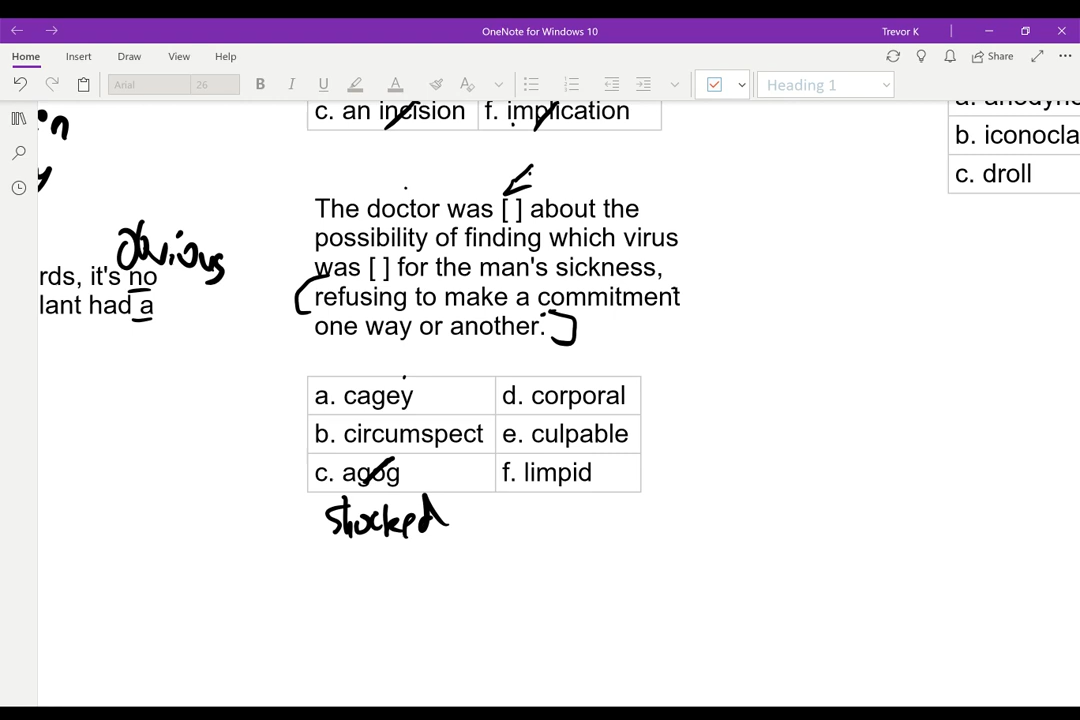 OneNote for Windows 10
Trevor K
Home Insert Draw View Help
Share
Arial 26 B I U A Heading 1
c. an incision f. implication
b. iconocla
c. droll
The doctor was [ ] about the
possibility of finding which virus
was [ ] for the man's sickness,
refusing to make a commitment
one way or another.
obvious
rds, it's no
lant had a
a. cagey d. corporal
b. circumspect e. culpable
c. agog f. limpid
shocked